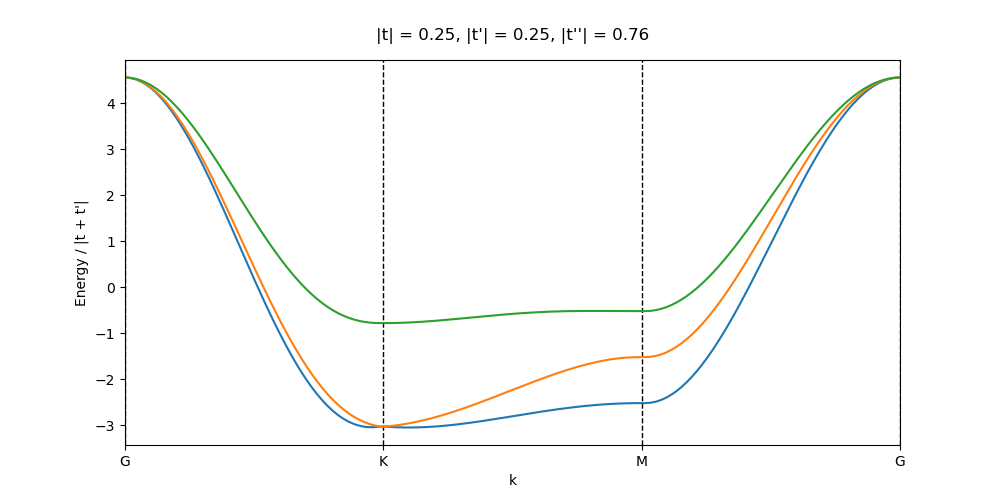 |t| = 0.25, |t'| = 0.25, |t''| = 0.76
Energy / |t + t'|
4
3
2
1
0
−1
−2
−3
G K M G
k